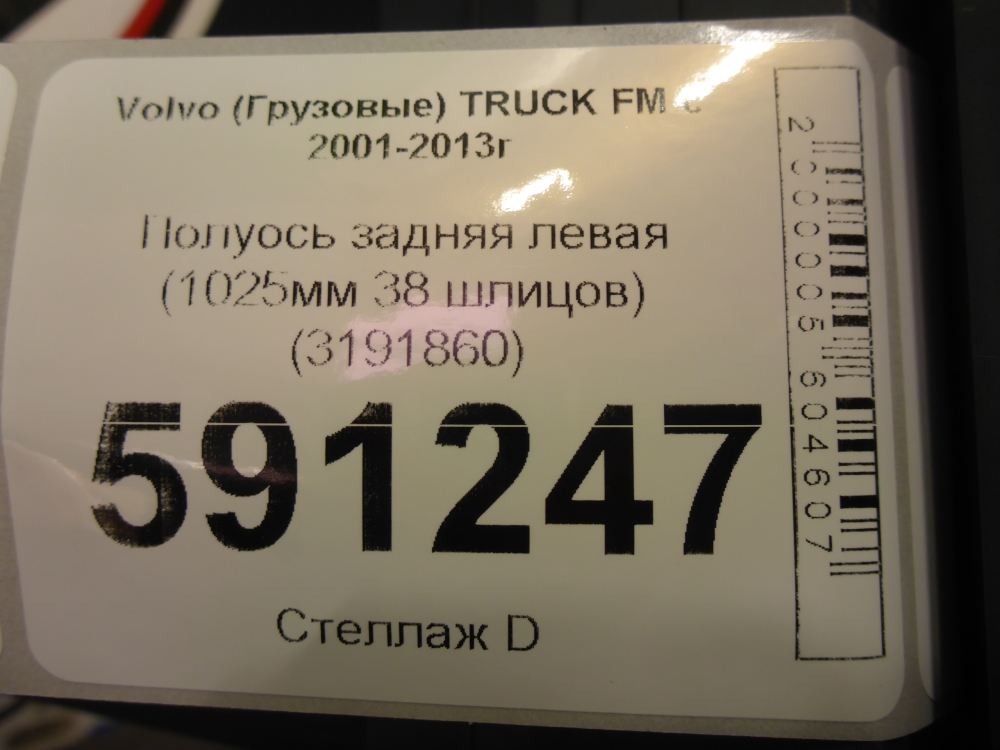 Volvo (Грузовые) TRUCK FM с
2001-2013г
Полуось задняя левая
(1025мм 38 шлицов)
(3191860)
591247
Стеллаж D
2000005604607